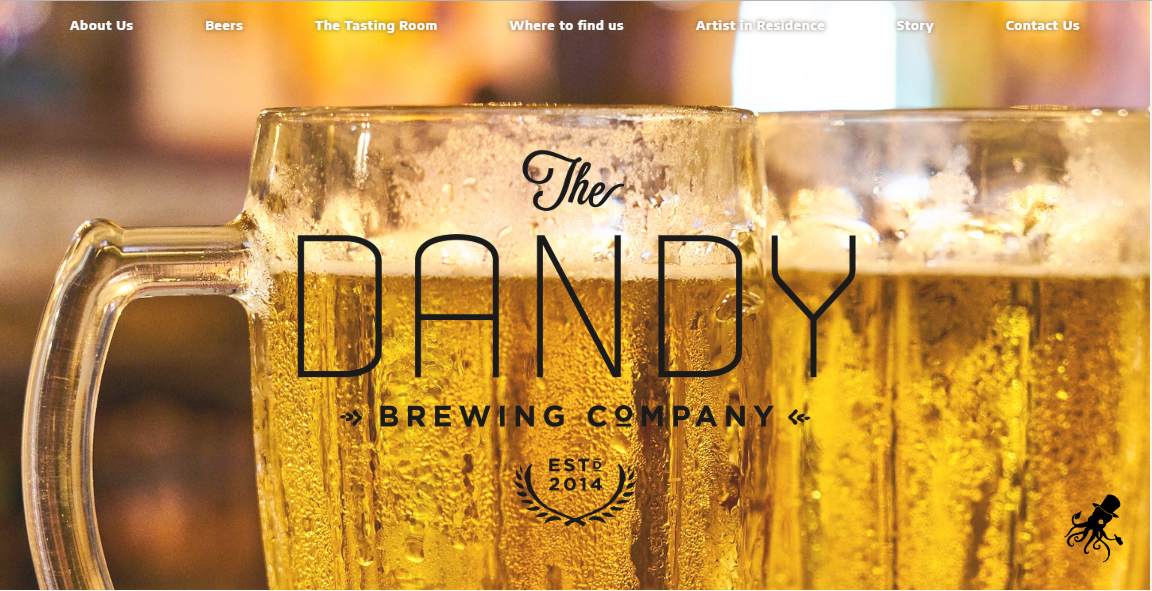 About Us Beers The Tasting Room Where to find us Artist in Residence Story Contact Us
The
DANDY
BREWING COMPANY
ESTD
2014